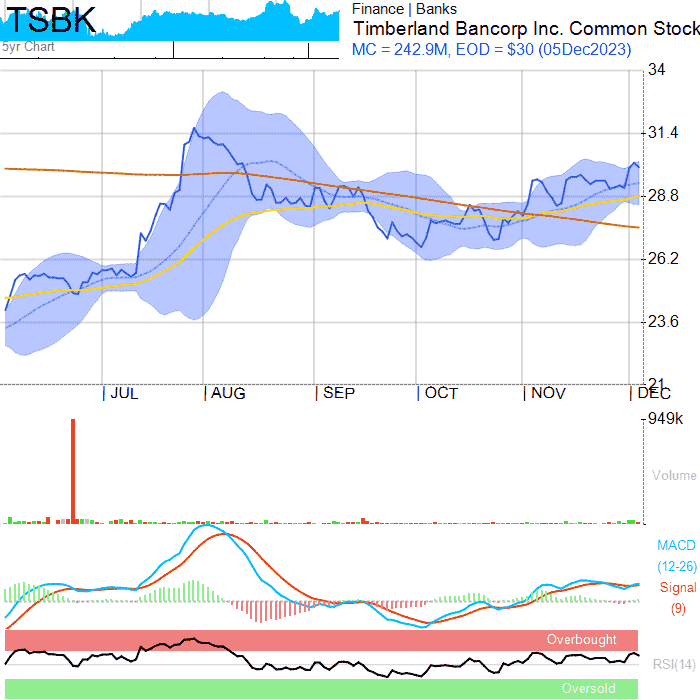 TSBK
5yr Chart
Finance | Banks
Timberland Bancorp Inc. Common Stock
MC = 242.9M, EOD = $30 (05Dec2023)
34
31.4
28.8
26.2
23.6
21
| JUL | AUG | SEP | OCT | NOV | DEC
949k
Volume
MACD
(12-26)
Signal
(9)
Overbought
RSI(14)
Oversold